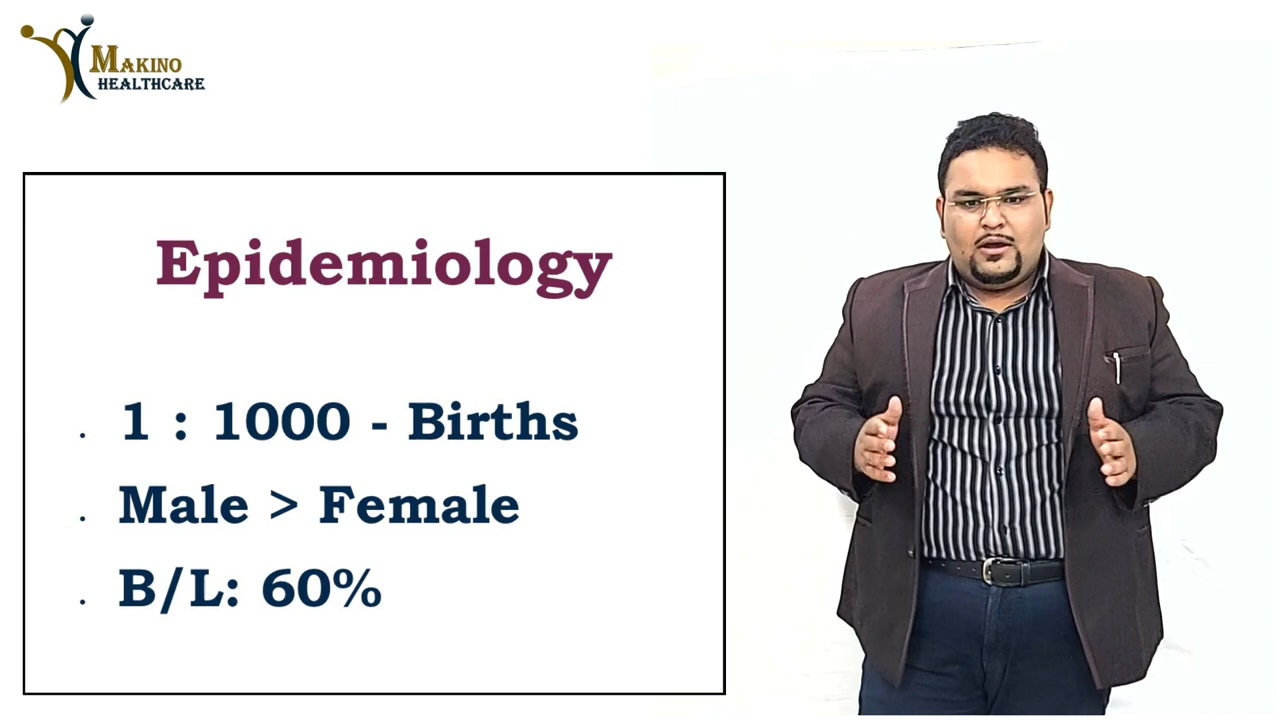 MAKINO
HEALTHCARE
Epidemiology
. 1 : 1000 - Births
. Male > Female
. B/L: 60%